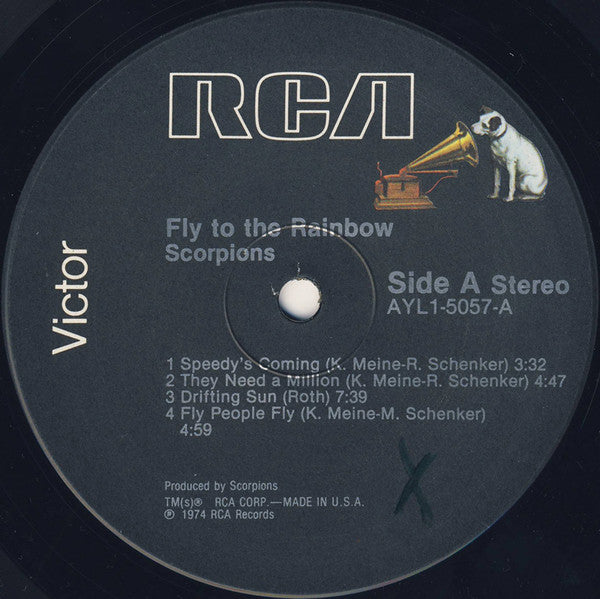 RCA
Victor
Fly to the Rainbow
Scorpions
Side A Stereo
AYL1-5057-A
1 Speedy's Coming (K. Meine-R. Schenker) 3:32
2 They Need a Million (K. Meine-R. Schenker) 4:47
3 Drifting Sun (Roth) 7:39
4 Fly People Fly (K. Meine-M. Schenker)
4:59
Produced by Scorpions
TM(s)® RCA CORP.—MADE IN U.S.A.
℗ 1974 RCA Records
X